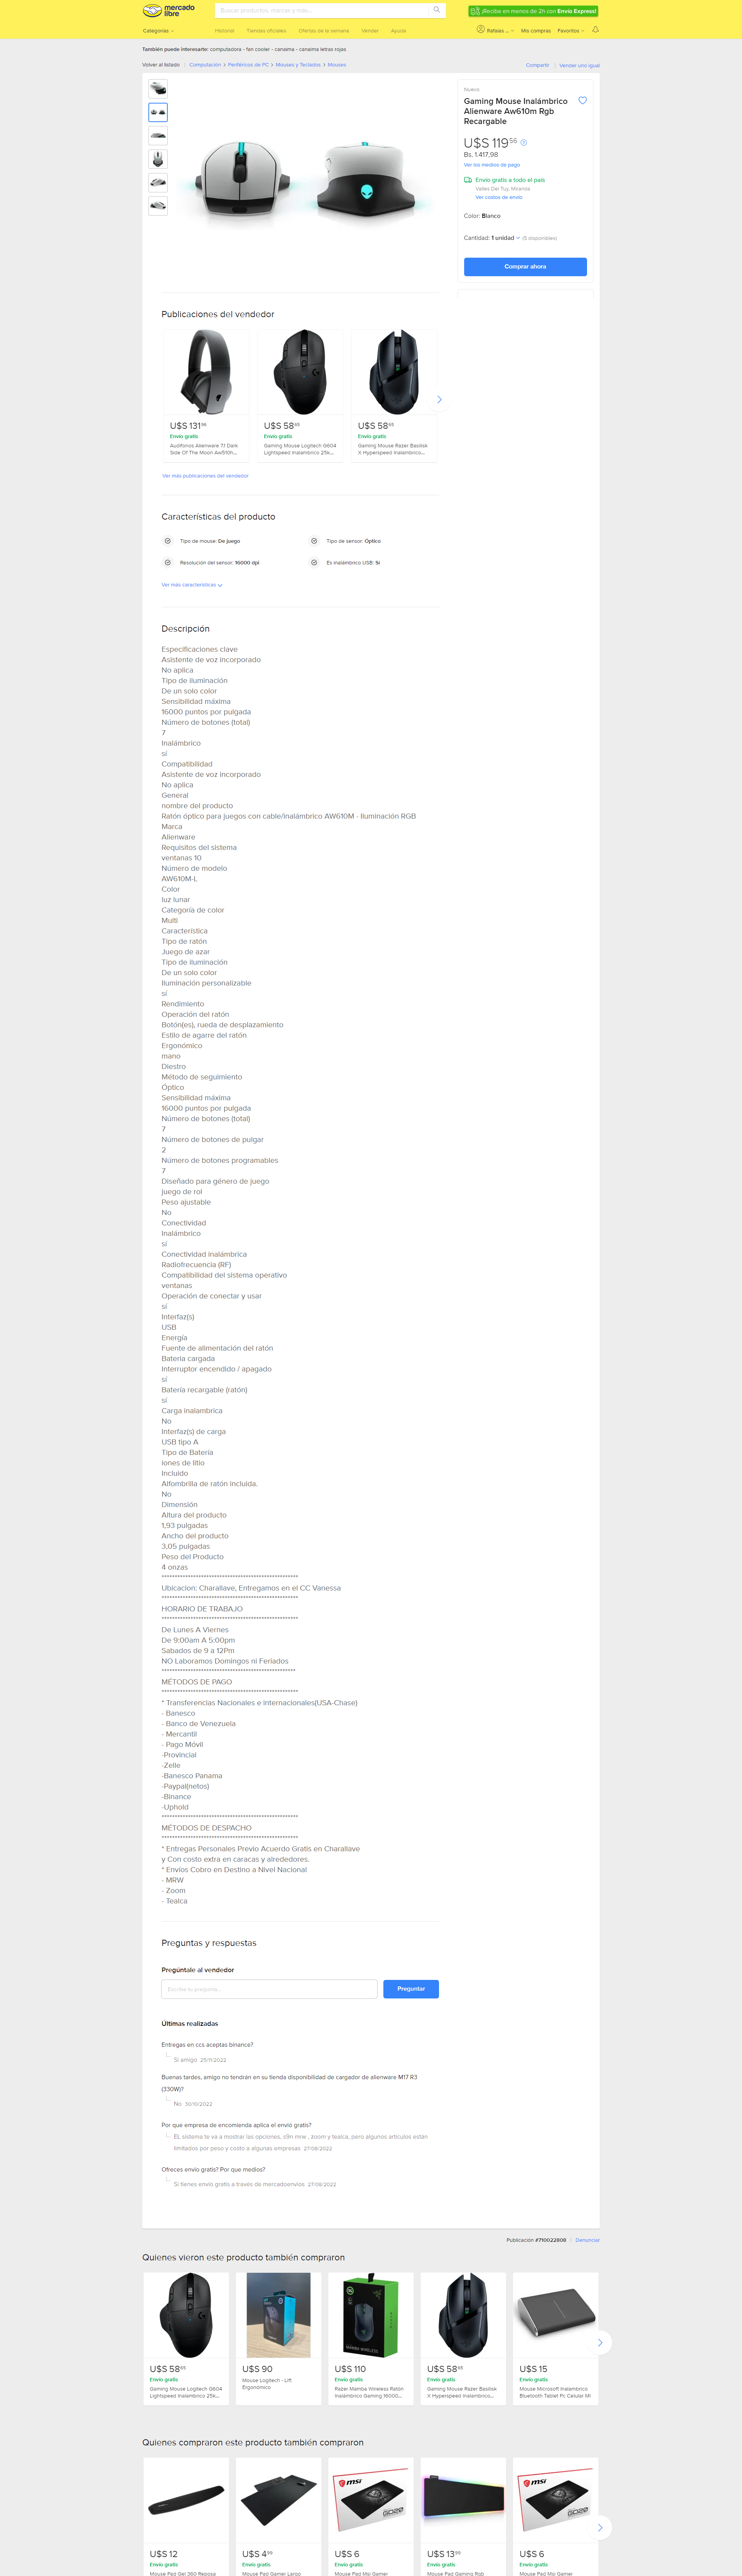 mercado
libre
Buscar productos, marcas y más...
¡Recibe en menos de 2h con Envío Express!
Categorías
Historial
Tiendas oficiales
Ofertas de la semana
Vender
Ayuda
Rafaias ...
Mis compras
Favoritos
También puede interesarte: computadora - fan cooler - canaima - canaima letras rojas
Volver al listado
Computación > Periféricos de PC > Mouses y Teclados > Mouses
Compartir
Vender uno igual
Nuevo
Gaming Mouse Inalámbrico
Alienware Aw610m Rgb
Recargable
U$S 119 56
Bs. 1.417,98
Ver los medios de pago
Envío gratis a todo el país
Valles Del Tuy, Miranda
Ver costos de envío
Color: Blanco
Cantidad: 1 unidad (5 disponibles)
Comprar ahora
Publicaciones del vendedor
U$S 131 96
Envío gratis
Audífonos Alienware 7.1 Dark
Side Of The Moon Aw510h...
U$S 58 65
Envío gratis
Gaming Mouse Logitech G604
Lightspeed Inalambrico 25k...
U$S 58 65
Envío gratis
Gaming Mouse Razer Basilisk
X Hyperspeed Inalambrico...
Ver más publicaciones del vendedor
Características del producto
Tipo de mouse: De juego
Tipo de sensor: Óptico
Resolución del sensor: 16000 dpi
Es inalámbrico USB: Sí
Ver más características
Descripción
Especificaciones clave
Asistente de voz incorporado
No aplica
Tipo de iluminación
De un solo color
Sensibilidad máxima
16000 puntos por pulgada
Número de botones (total)
7
Inalámbrico
sí
Compatibilidad
Asistente de voz incorporado
No aplica
General
nombre del producto
Ratón óptico para juegos con cable/inalámbrico AW610M - Iluminación RGB
Marca
Alienware
Requisitos del sistema
ventanas 10
Número de modelo
AW610M-L
Color
luz lunar
Categoría de color
Multi
Característica
Tipo de ratón
Juego de azar
Tipo de iluminación
De un solo color
Iluminación personalizable
sí
Rendimiento
Operación del ratón
Botón(es), rueda de desplazamiento
Estilo de agarre del ratón
Ergonómico
mano
Diestro
Método de seguimiento
Óptico
Sensibilidad máxima
16000 puntos por pulgada
Número de botones (total)
7
Número de botones de pulgar
2
Número de botones programables
7
Diseñado para género de juego
juego de rol
Peso ajustable
No
Conectividad
Inalámbrico
sí
Conectividad inalámbrica
Radiofrecuencia (RF)
Compatibilidad del sistema operativo
ventanas
Operación de conectar y usar
sí
Interfaz(s)
USB
Energía
Fuente de alimentación del ratón
Batería cargada
Interruptor encendido / apagado
sí
Batería recargable (ratón)
sí
Carga inalambrica
No
Interfaz(s) de carga
USB tipo A
Tipo de Batería
iones de litio
Incluido
Alfombrilla de ratón incluida.
No
Dimensión
Altura del producto
1,93 pulgadas
Ancho del producto
3,05 pulgadas
Peso del Producto
4 onzas
Ubicacion: Charallave, Entregamos en el CC Vanessa
HORARIO DE TRABAJO
De Lunes A Viernes
De 9:00am A 5:00pm
Sabados de 9 a 12Pm
NO Laboramos Domingos ni Feriados
MÉTODOS DE PAGO
* Transferencias Nacionales e Internacionales(USA-Chase)
- Banesco
- Banco de Venezuela
- Mercantil
- Pago Móvil
-Provincial
-Zelle
-Banesco Panama
-Paypal(netos)
-Binance
-Uphold
MÉTODOS DE DESPACHO
* Entregas Personales Previo Acuerdo Gratis en Charallave
y Con costo extra en caracas y alrededores.
* Envíos Cobro en Destino a Nivel Nacional
- MRW
- Zoom
- Tealca
Preguntas y respuestas
Pregúntale al vendedor
Escribe tu pregunta...
Preguntar
Últimas realizadas
Entregas en ccs aceptas binance?
Si amigo 25/11/2022
Buenas tardes, amigo no tendrán en su tienda disponibilidad de cargador de alienware M17 R3
(330W)?
No 30/10/2022
Por que empresa de encomienda aplica el envío gratis?
EL sistema te va a mostrar las opciones, s9n mrw , zoom y tealca, pero algunos artículos están
limitados por peso y costo a algunas empresas 27/08/2022
Ofreces envío gratis? Por que medios?
Si tienes envío gratis a través de mercadoenvios 27/08/2022
Publicación #710022808
Denunciar
Quienes vieron este producto también compraron
U$S 58 65
Envío gratis
Gaming Mouse Logitech G604
Lightspeed Inalambrico 25k...
U$S 90
Mouse Logitech - Lift
Ergonómico
U$S 110
Envío gratis
Razer Mamba Wireless Ratón
Inalámbrico Gaming 16000...
U$S 58 65
Envío gratis
Gaming Mouse Razer Basilisk
X Hyperspeed Inalambrico...
U$S 15
Envío gratis
Mouse Microsoft Inalambrico
Bluetooth Tablet Pc Celular Mi
Quienes compraron este producto también compraron
msi
msi
U$S 12
Envío gratis
Mouse Pad Gel 360 Reposa
U$S 4 99
Envío gratis
Mouse Pad Gamer Largo
U$S 6
Envío gratis
Mouse Pad Msi Gamer
U$S 13 99
Envío gratis
Mouse Pad Gaming Rgb
U$S 6
Envío gratis
Mouse Pad Msi Gamer